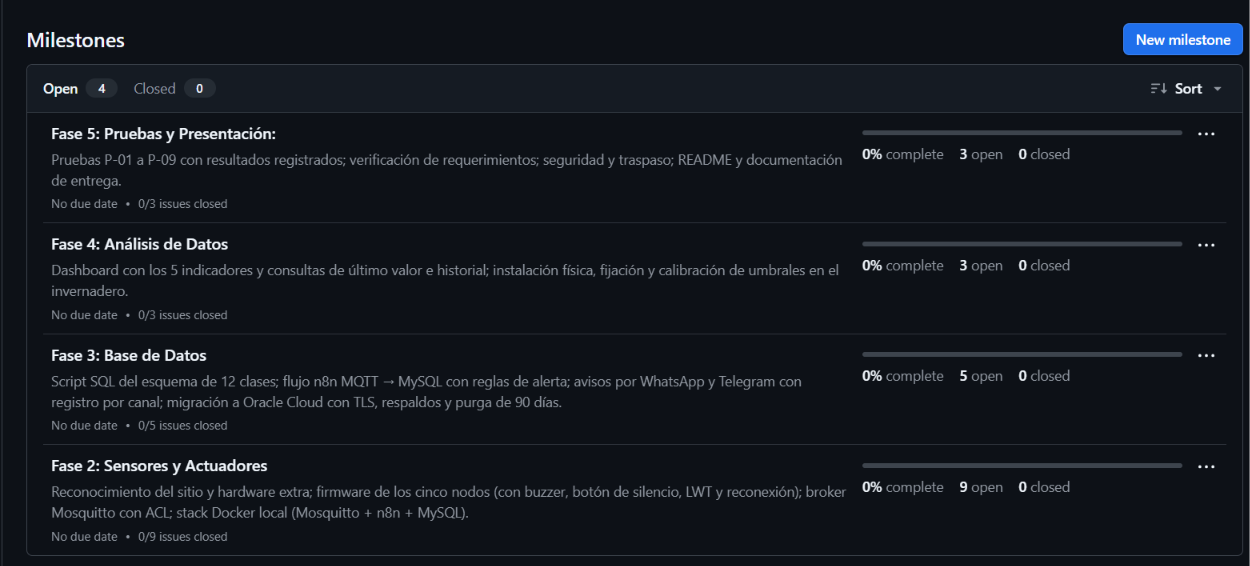 Milestones
New milestone
Open 4 Closed 0
Sort
Fase 5: Pruebas y Presentación:
Pruebas P-01 a P-09 con resultados registrados; verificación de requerimientos; seguridad y traspaso; README y documentación
de entrega.
No due date • 0/3 issues closed
0% complete 3 open 0 closed
Fase 4: Análisis de Datos
Dashboard con los 5 indicadores y consultas de último valor e historial; instalación física, fijación y calibración de umbrales en el
invernadero.
No due date • 0/3 issues closed
0% complete 3 open 0 closed
Fase 3: Base de Datos
Script SQL del esquema de 12 clases; flujo n8n MQTT → MySQL con reglas de alerta; avisos por WhatsApp y Telegram con
registro por canal; migración a Oracle Cloud con TLS, respaldos y purga de 90 días.
No due date • 0/5 issues closed
0% complete 5 open 0 closed
Fase 2: Sensores y Actuadores
Reconocimiento del sitio y hardware extra; firmware de los cinco nodos (con buzzer, botón de silencio, LWT y reconexión); broker
Mosquitto con ACL; stack Docker local (Mosquitto + n8n + MySQL).
No due date • 0/9 issues closed
0% complete 9 open 0 closed